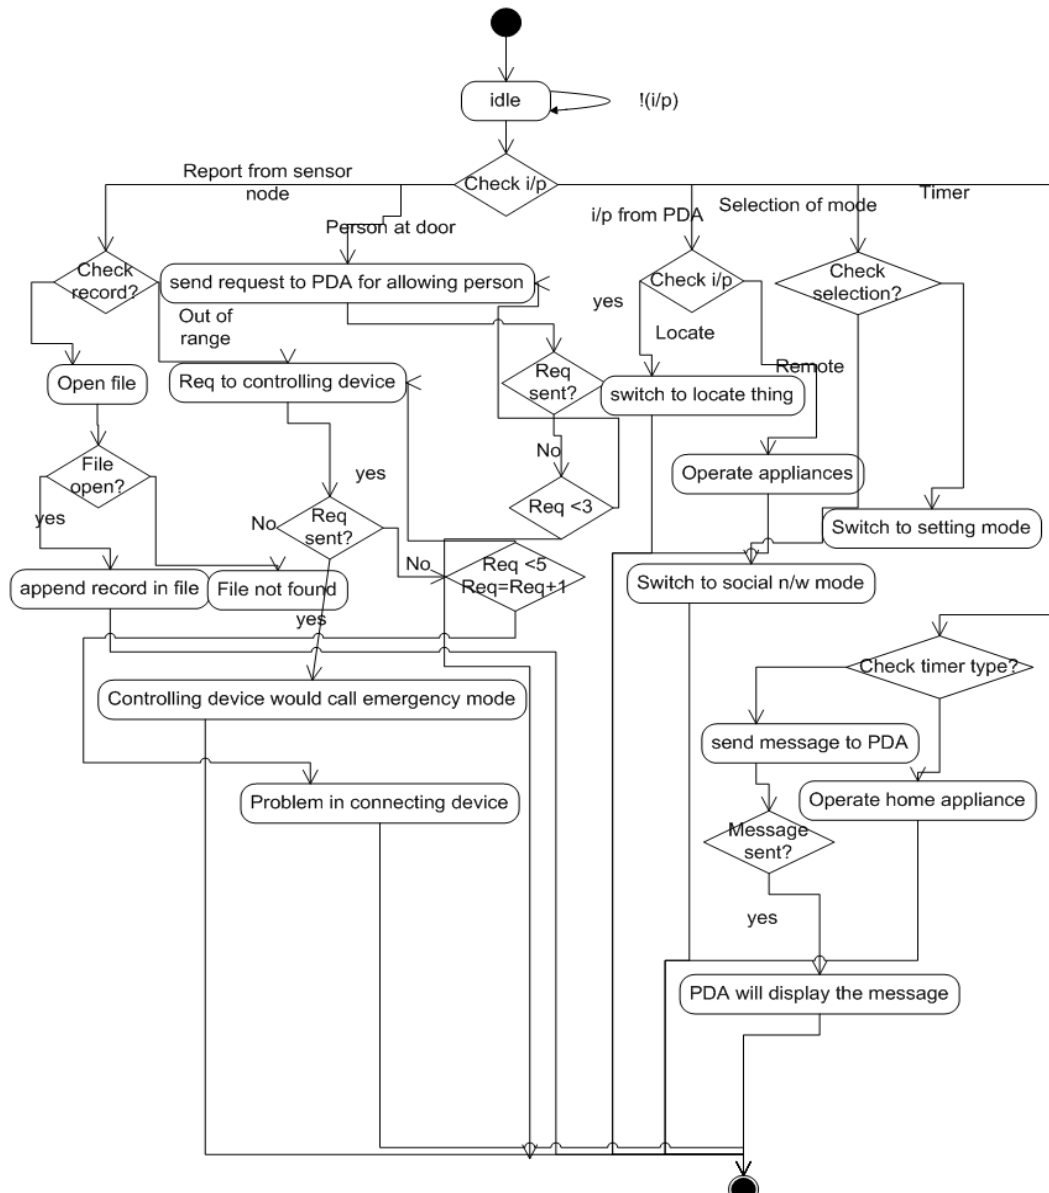 idle
!(i/p)
Check i/p
Report from sensor
node
Person at door
i/p from PDA
Selection of mode
Timer
Check
record?
send request to PDA for allowing person
Check i/p
Check
selection?
yes
Out of
range
Locate
Remote
Open file
Req to controlling device
Req
sent?
switch to locate thing
File
open?
yes
No
Operate appliances
yes
No
Req
sent?
Req <3
Switch to setting mode
No
Req <5
Req=Req+1
append record in file
File not found
Switch to social n/w mode
yes
Check timer type?
Controlling device would call emergency mode
send message to PDA
Problem in connecting device
Operate home appliance
Message
sent?
yes
PDA will display the message